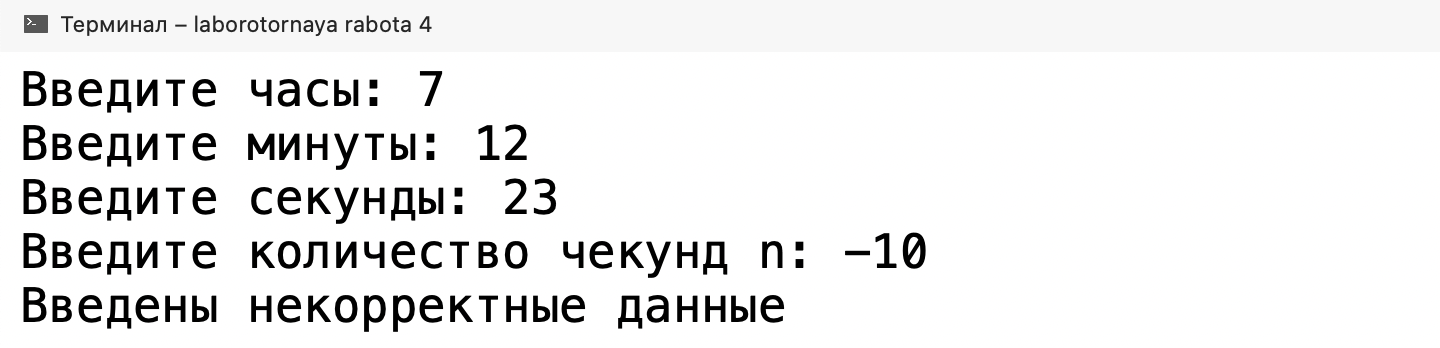 Терминал – laborotornaya rabota 4
Введите часы: 7
Введите минуты: 12
Введите секунды: 23
Введите количество чекунд n: -10
Введены некорректные данные